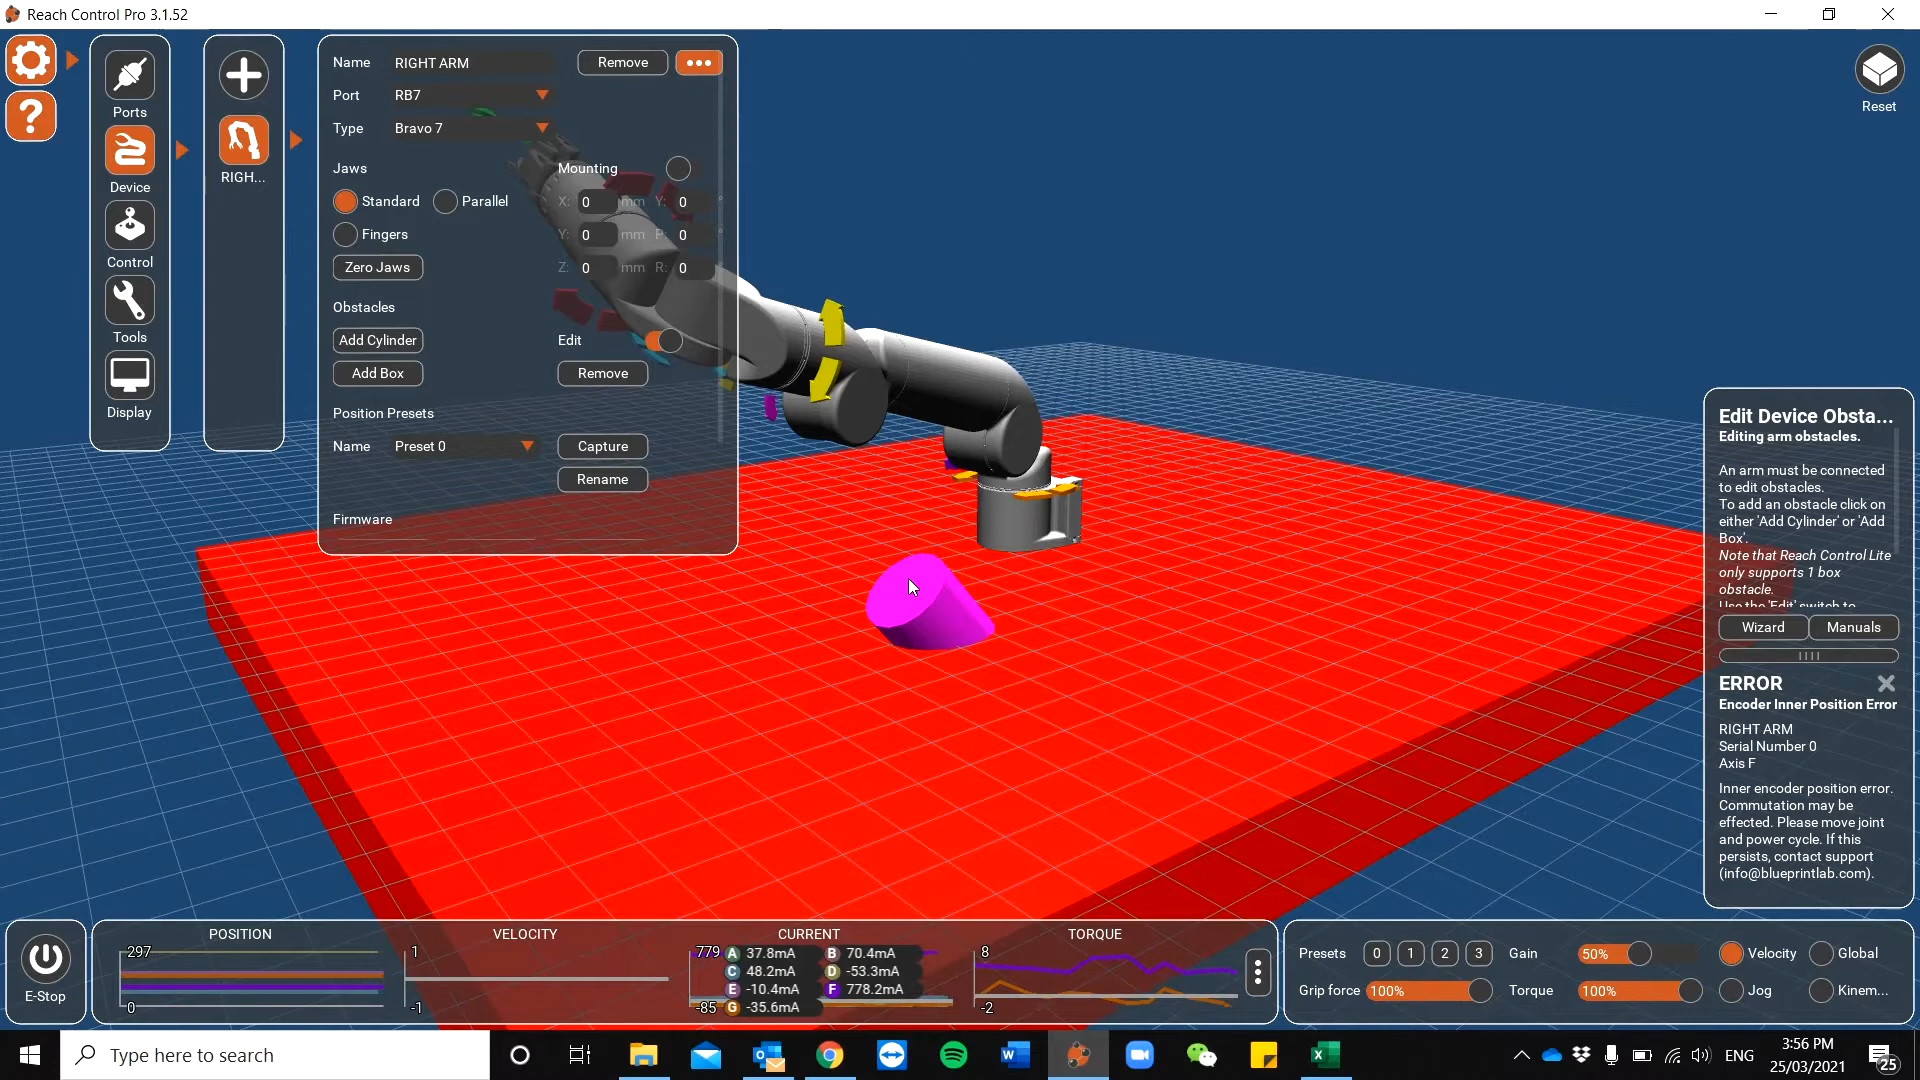 Reach Control Pro 3.1.52
Ports
Device
Control
Tools
Display
RIGH...
Name RIGHT ARM Remove
Port RB7
Type Bravo 7
Jaws Mounting
Standard Parallel X: 0 mm Y: 0 °
Fingers Y: 0 mm P: 0
Zero Jaws Z: 0 mm R: 0
Obstacles
Add Cylinder Edit
Add Box Remove
Position Presets
Name Preset 0 Capture
Rename
Firmware
Reset
Edit Device Obsta...
Editing arm obstacles.
An arm must be connected
to edit obstacles.
To add an obstacle click on
either 'Add Cylinder' or 'Add
Box'.
Note that Reach Control Lite
only supports 1 box
obstacle.
Use the 'Edit' switch to
Wizard Manuals
ERROR
Encoder Inner Position Error
RIGHT ARM
Serial Number 0
Axis F
Inner encoder position error.
Commutation may be
effected. Please move joint
and power cycle. If this
persists, contact support
(info@blueprintlab.com).
E-Stop
POSITION
297
0
VELOCITY
1
-1
CURRENT
779 A 37.8mA B 70.4mA
C 48.2mA D -53.3mA
E -10.4mA F 778.2mA
-85 G -35.6mA
TORQUE
8
-2
Presets 0 1 2 3 Gain 50% Velocity Global
Grip force 100% Torque 100% Jog Kinem...
Type here to search
ENG
3:56 PM
25/03/2021
25